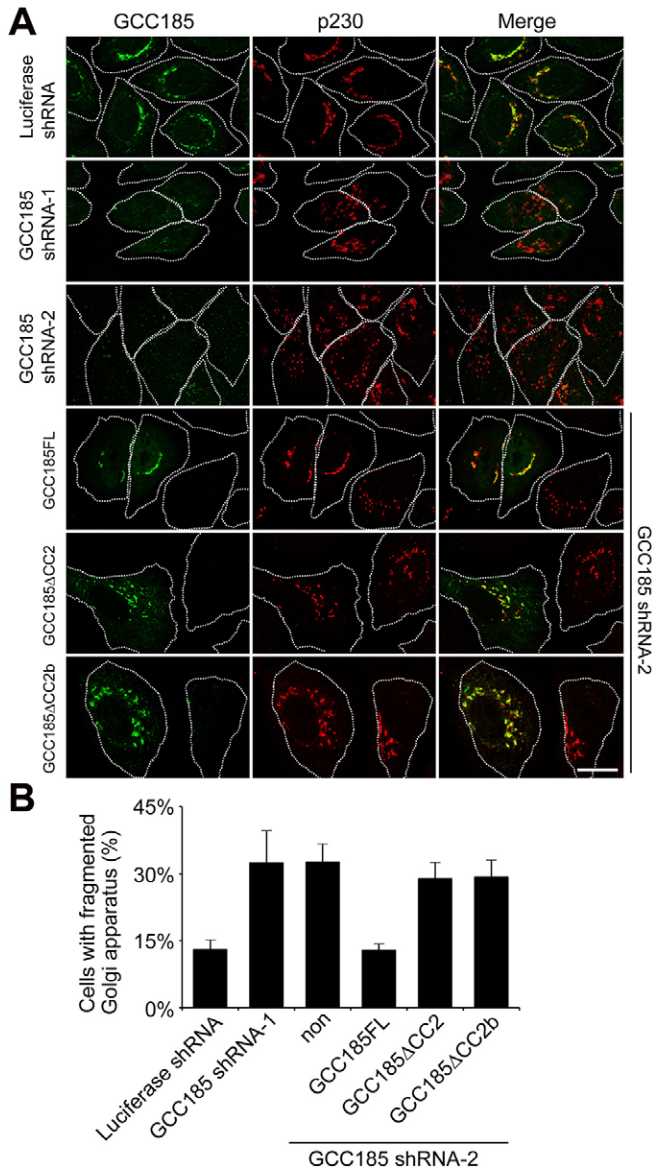 A
GCC185
p230
Merge
Luciferase
shRNA
GCC185
shRNA-1
GCC185
shRNA-2
GCC185FL
GCC185ΔCC2
GCC185ΔCC2b
GCC185 shRNA-2
B
Cells with fragmented
Golgi apparatus (%)
45%
30%
15%
0%
Luciferase shRNA
GCC185 shRNA-1
non
GCC185FL
GCC185ΔCC2
GCC185ΔCC2b
GCC185 shRNA-2